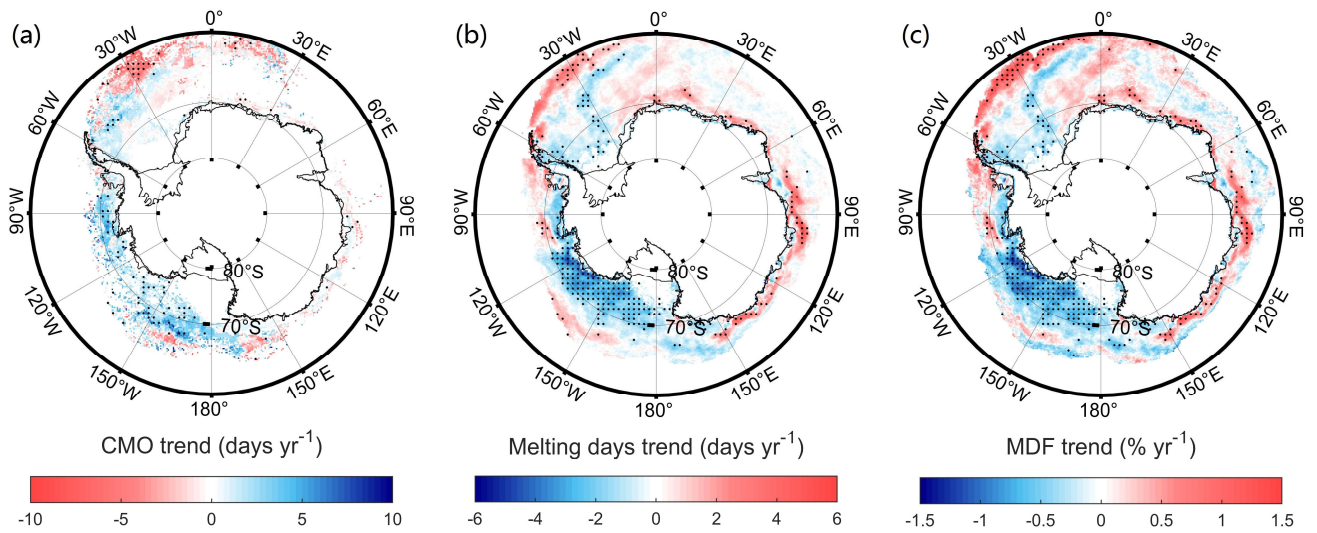 (a)
0°
30°E
60°E
90°E
120°E
150°E
180°
150°W
120°W
90°W
60°W
30°W
80°S
70°S
CMO trend (days yr-1)
-10 -5 0 5 10
(b)
0°
30°E
60°E
90°E
120°E
150°E
180°
150°W
120°W
90°W
60°W
30°W
80°S
70°S
Melting days trend (days yr-1)
-6 -4 -2 0 2 4 6
(c)
0°
30°E
60°E
90°E
120°E
150°E
180°
150°W
120°W
90°W
60°W
30°W
80°S
70°S
MDF trend (% yr-1)
-1.5 -1 -0.5 0 0.5 1 1.5